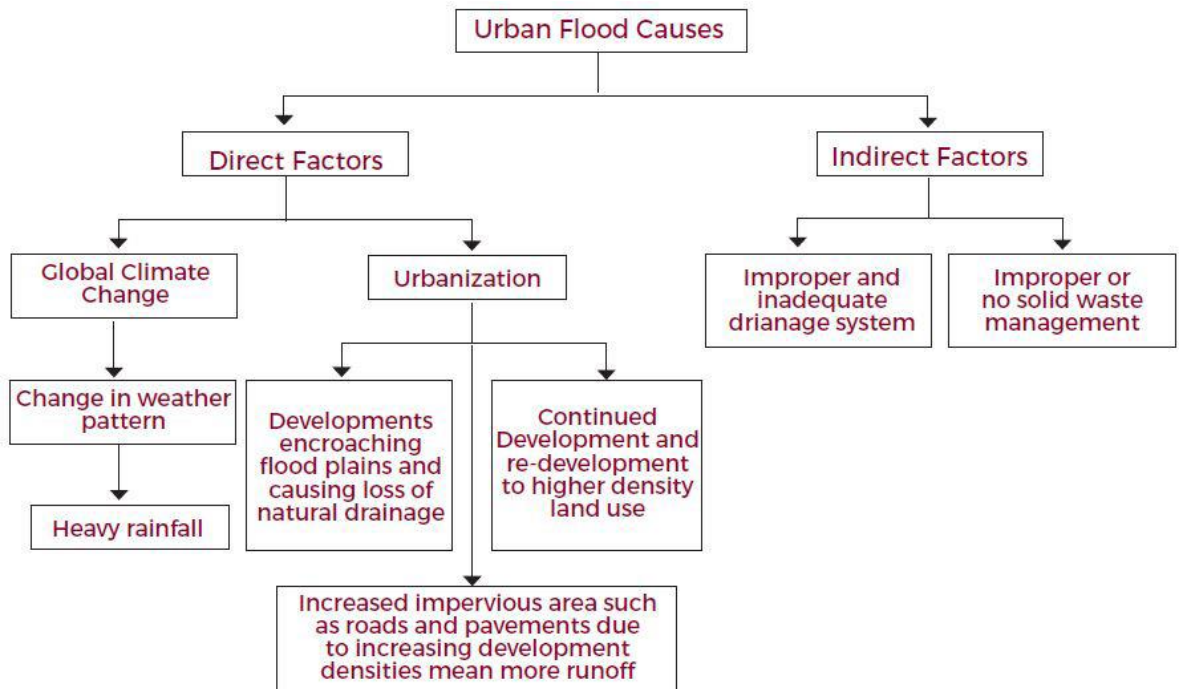 Urban Flood Causes
Direct Factors
Indirect Factors
Global Climate
Change
Urbanization
Improper and
inadequate
drianage system
Improper or
no solid waste
management
Change in weather
pattern
Developments
encroaching
flood plains and
causing loss of
natural drainage
Continued
Development and
re-development
to higher density
land use
Heavy rainfall
Increased impervious area such
as roads and pavements due
to increasing development
densities mean more runoff